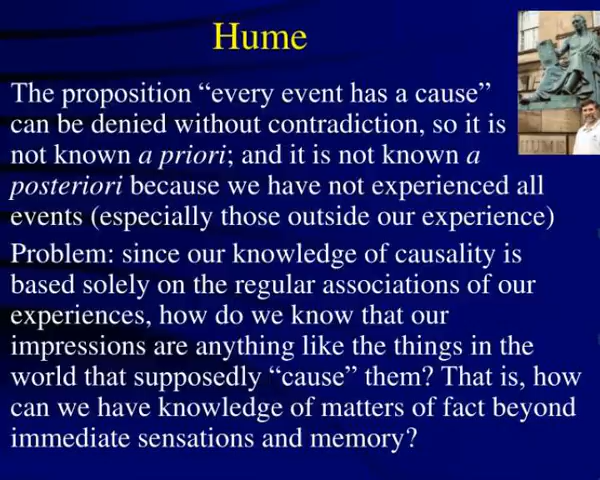 Hume
The proposition “every event has a cause”
can be denied without contradiction, so it is
not known a priori; and it is not known a
posteriori because we have not experienced all
events (especially those outside our experience)
Problem: since our knowledge of causality is
based solely on the regular associations of our
experiences, how do we know that our
impressions are anything like the things in the
world that supposedly “cause” them? That is, how
can we have knowledge of matters of fact beyond
immediate sensations and memory?
HUME